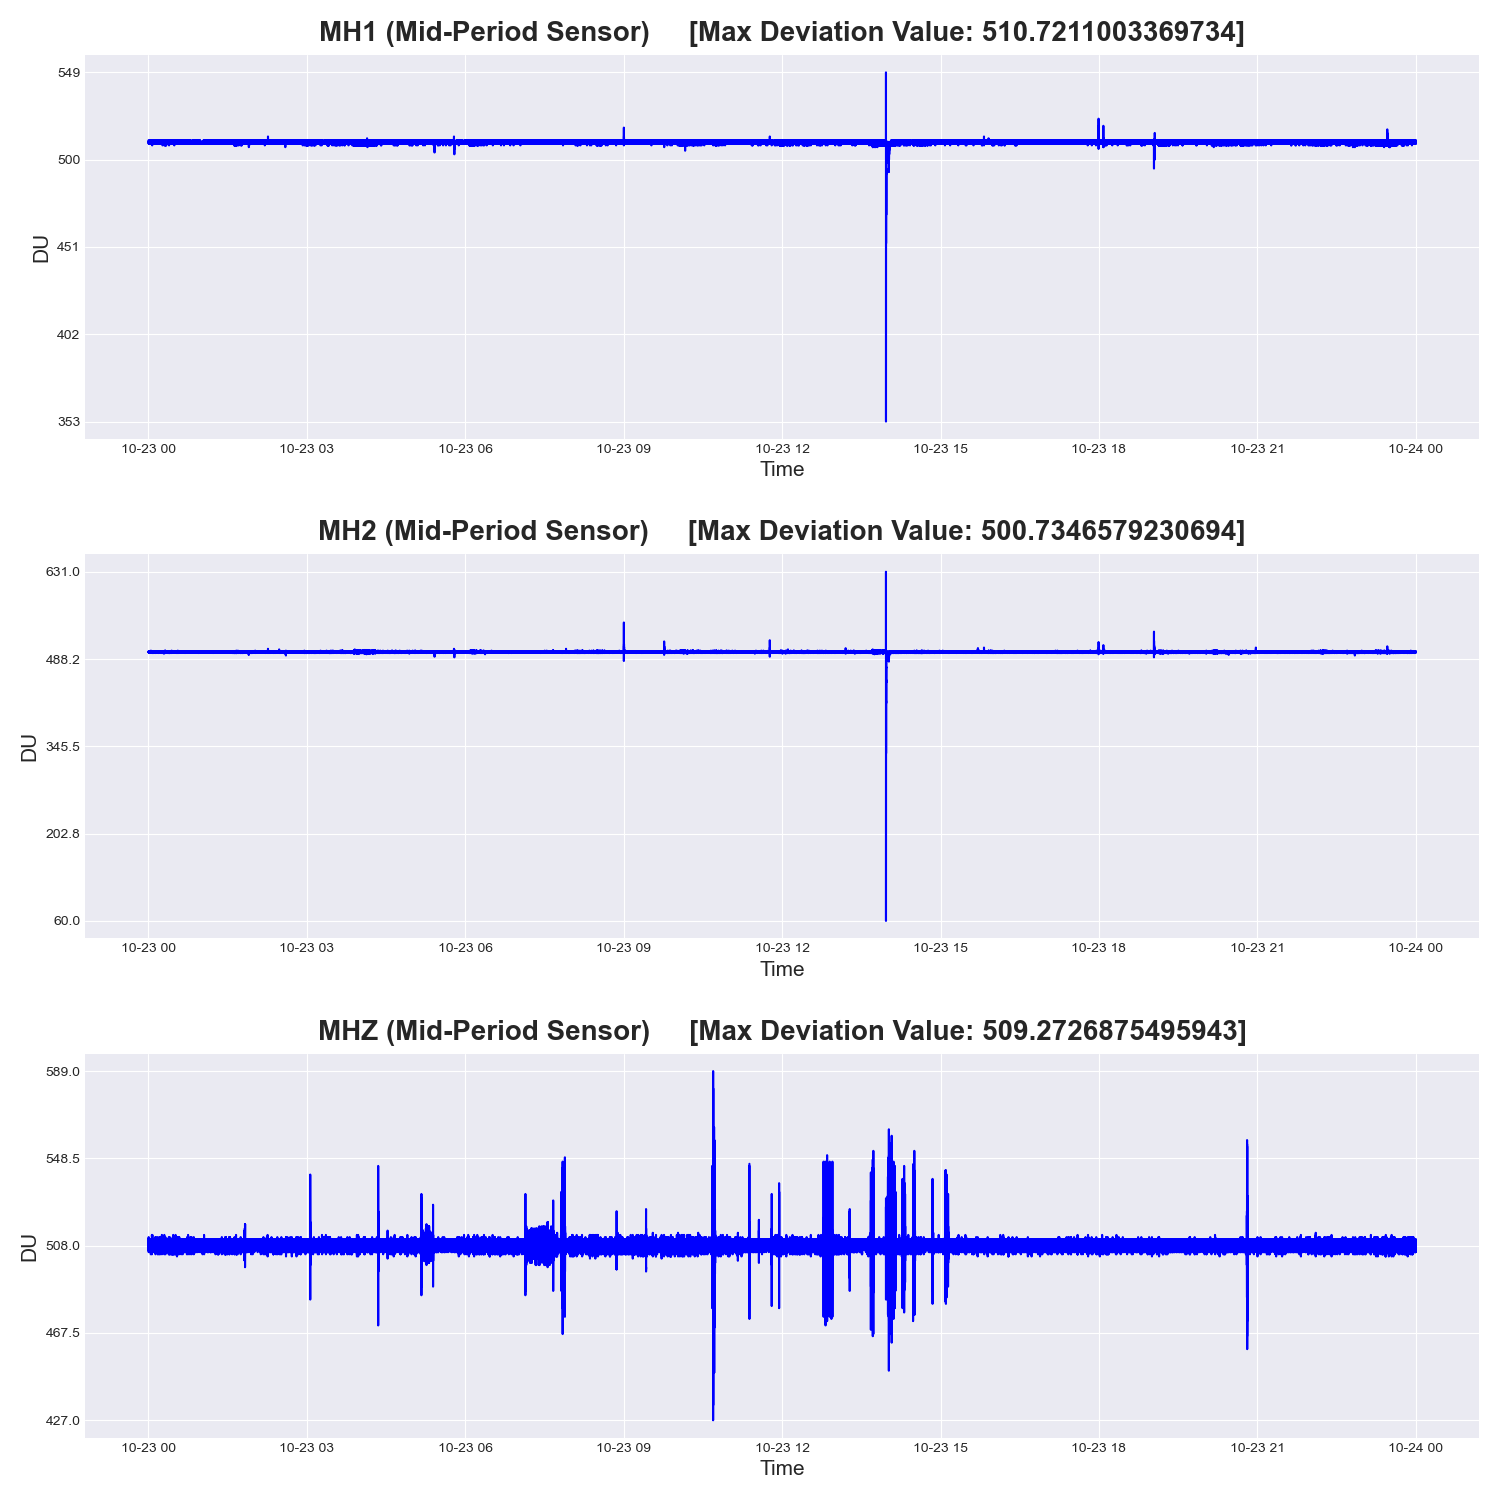 MH1 (Mid-Period Sensor) [Max Deviation Value: 510.7211003369734]
549
500
451
402
353
DU
10-23 00 10-23 03 10-23 06 10-23 09 10-23 12 10-23 15 10-23 18 10-23 21 10-24 00
Time
MH2 (Mid-Period Sensor) [Max Deviation Value: 500.7346579230694]
631.0
488.2
345.5
202.8
60.0
DU
10-23 00 10-23 03 10-23 06 10-23 09 10-23 12 10-23 15 10-23 18 10-23 21 10-24 00
Time
MHZ (Mid-Period Sensor) [Max Deviation Value: 509.2726875495943]
589.0
548.5
508.0
467.5
427.0
DU
10-23 00 10-23 03 10-23 06 10-23 09 10-23 12 10-23 15 10-23 18 10-23 21 10-24 00
Time